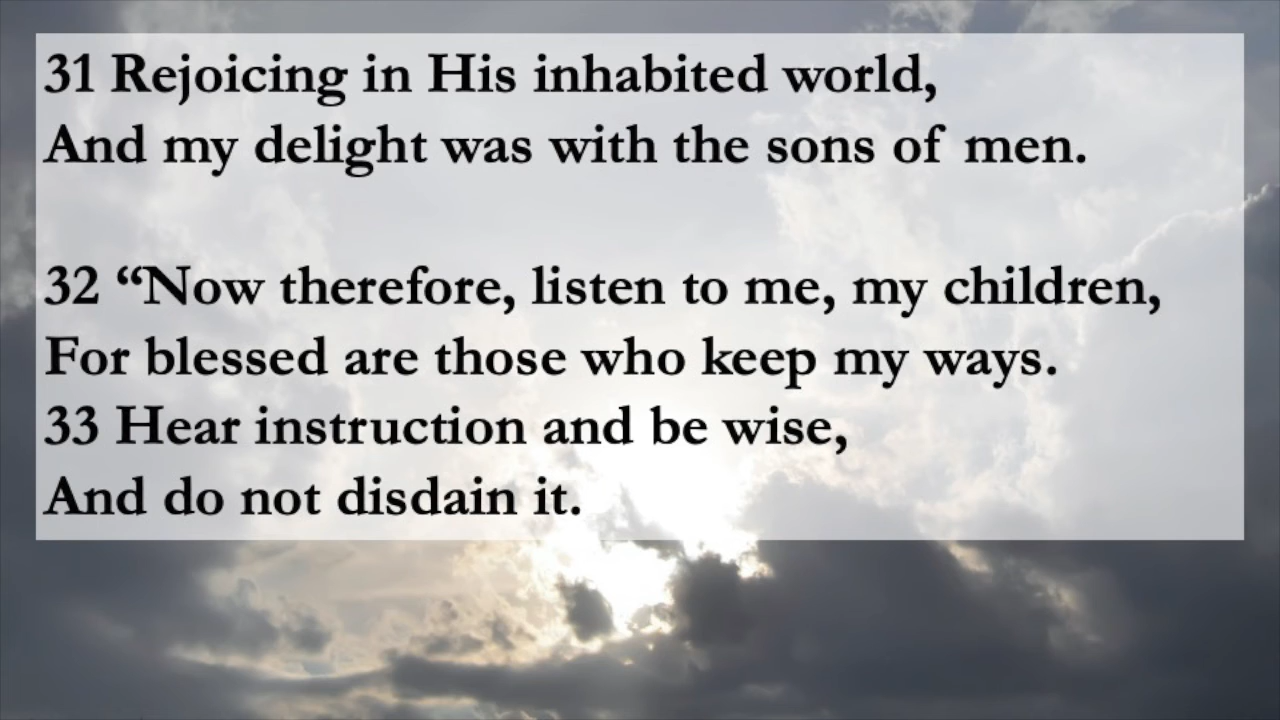 31 Rejoicing in His inhabited world,
And my delight was with the sons of men.
32 “Now therefore, listen to me, my children,
For blessed are those who keep my ways.
33 Hear instruction and be wise,
And do not disdain it.